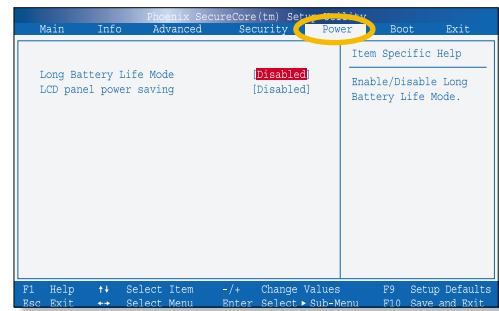 Phoenix SecureCore(tm) Setup Utility
Main Info Advanced Security Power Boot Exit
Item Specific Help
Long Battery Life Mode [Disabled]
LCD panel power saving [Disabled]
Enable/Disable Long
Battery Life Mode.
F1 Help ↑↓ Select Item -/+ Change Values F9 Setup Defaults
Esc Exit ←→ Select Menu Enter Select ▶ Sub-Menu F10 Save and Exit